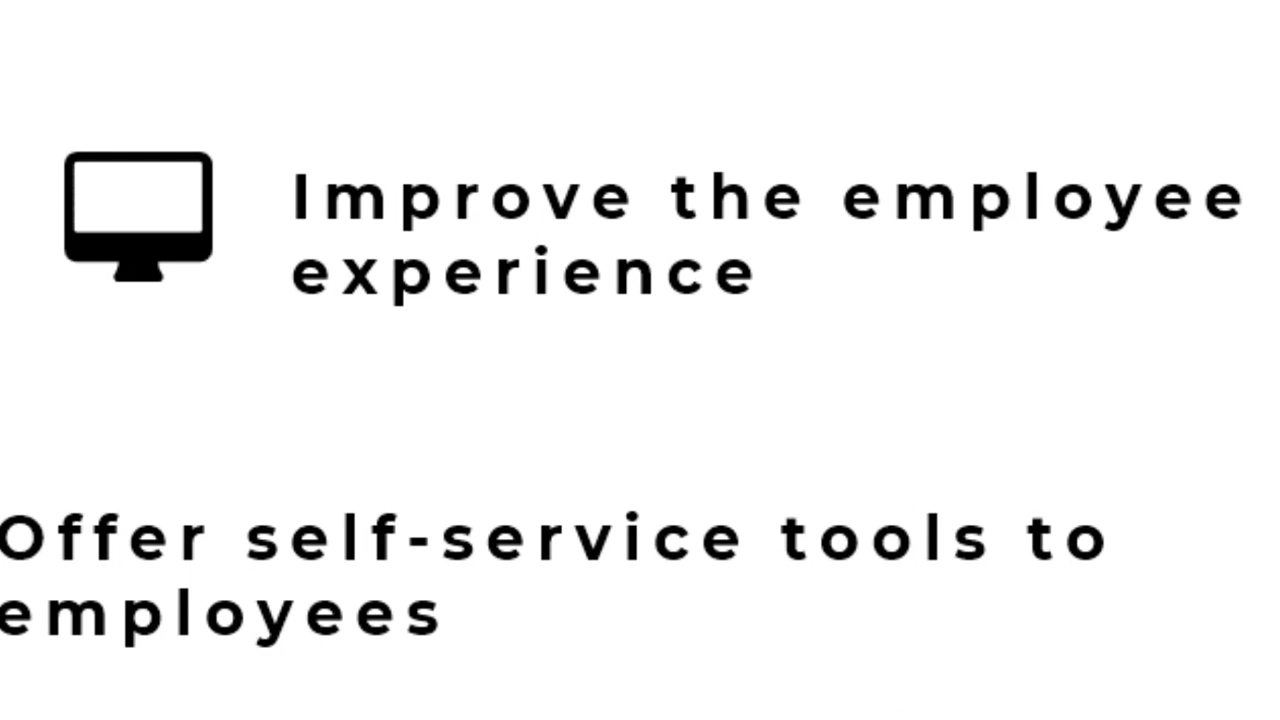 Improve the employee
experience
Offer self-service tools to
employees